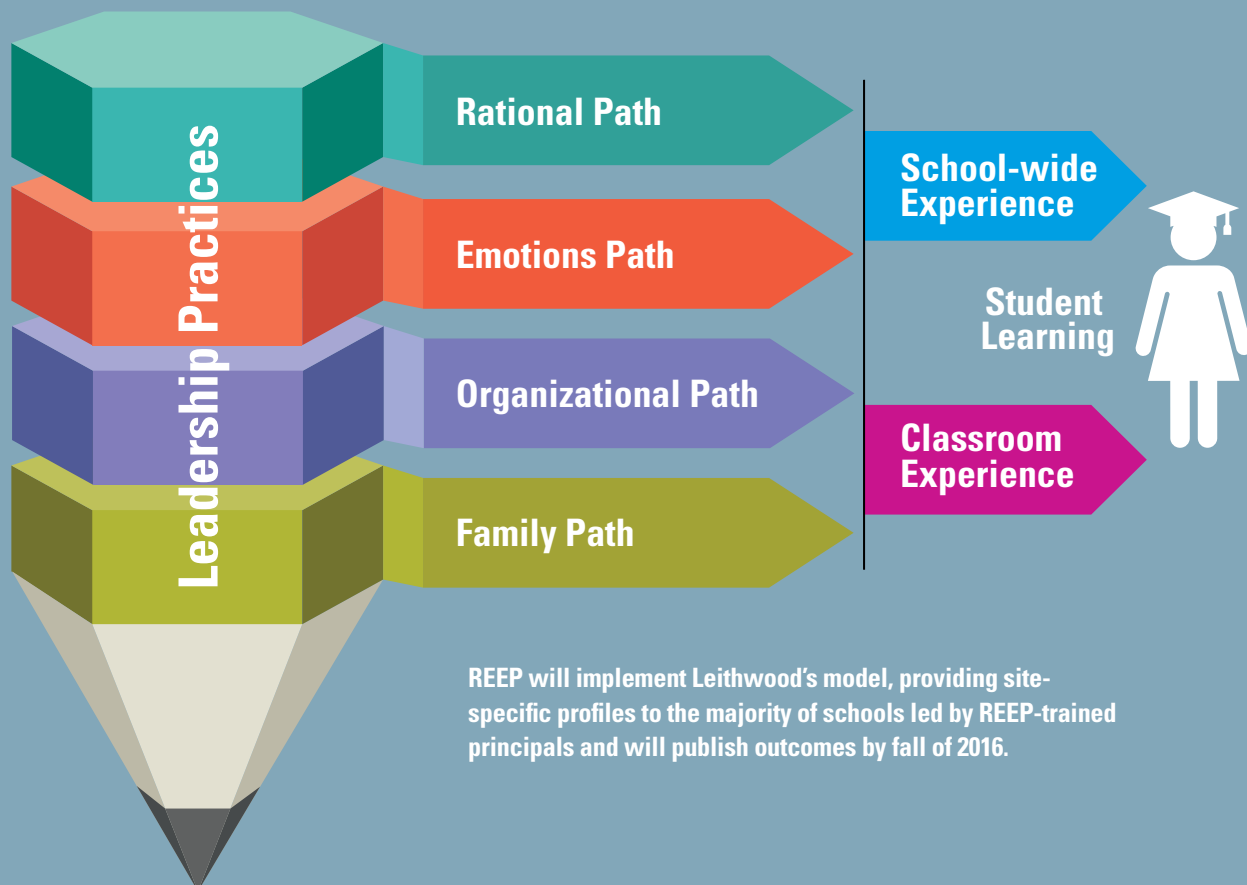 Leadership Practices
Rational Path
Emotions Path
Organizational Path
Family Path
School-wide
Experience
Student
Learning
Classroom
Experience
REEP will implement Leithwood’s model, providing site-
specific profiles to the majority of schools led by REEP-trained
principals and will publish outcomes by fall of 2016.